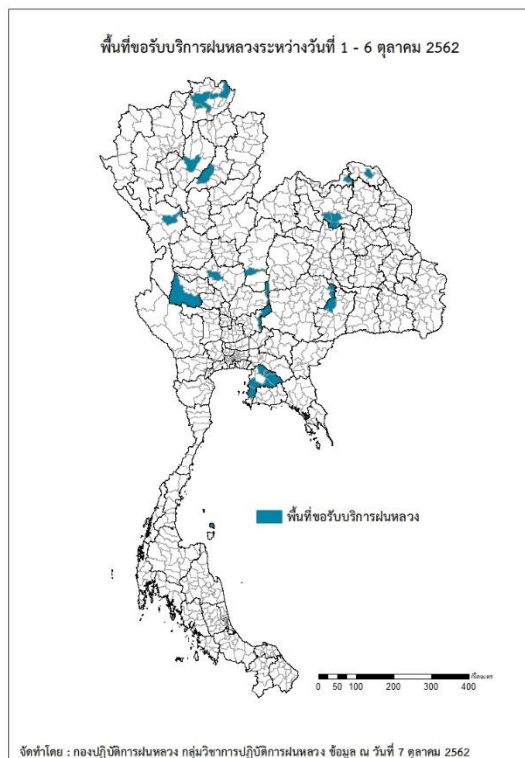 พื้นที่ขอรับบริการฝนหลวงระหว่างวันที่ 1 - 6 ตุลาคม 2562
พื้นที่ขอรับบริการฝนหลวง
กิโลเมตร
0 50 100 200 300 400
จัดทำโดย : กองปฏิบัติการฝนหลวง กลุ่มวิชาการปฏิบัติการฝนหลวง ข้อมูล ณ วันที่ 7 ตุลาคม 2562